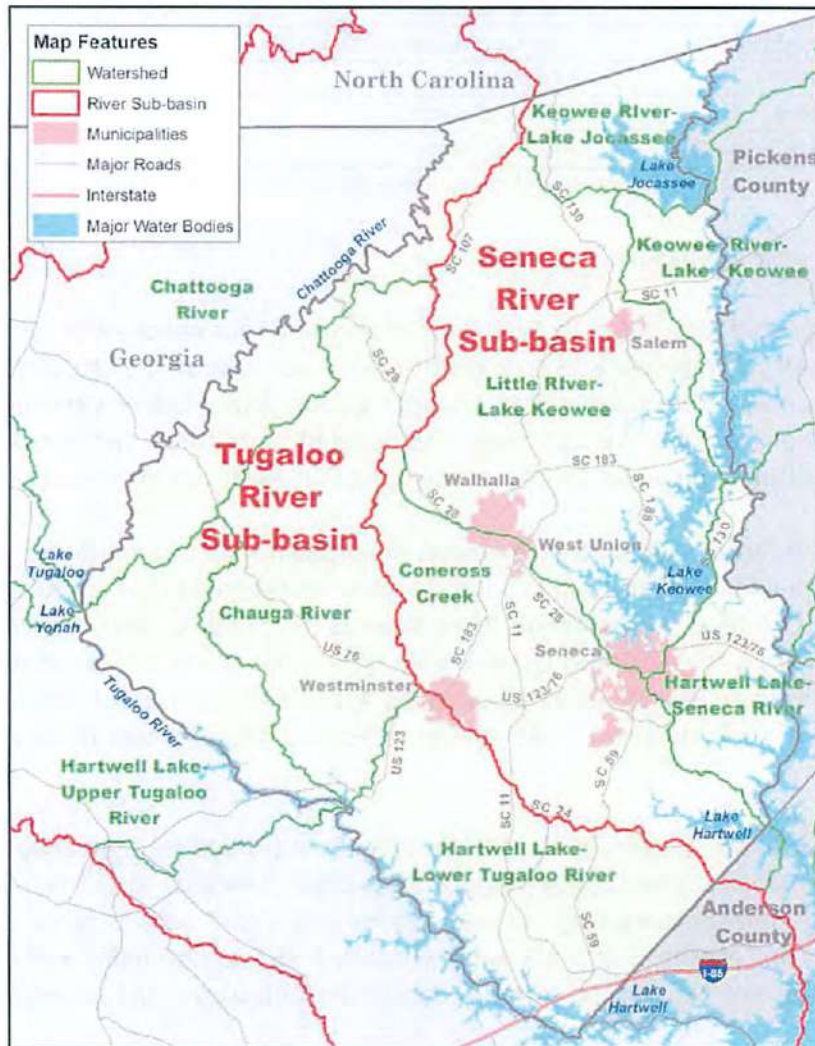 Map Features
Watershed
River Sub-basin
Municipalities
Major Roads
Interstate
Major Water Bodies
North Carolina
Keowee River-
Lake Jocassee
Lake
Jocassee
Pickens
County
SC 130
Chattooga River
SC 107
Keowee River-
Lake Keowee
Chattooga
River
Seneca
River
Sub-basin
SC 11
Salem
Georgia
SC 29
Little River-
Lake Keowee
Tugaloo
River
Sub-basin
Walhalla
SC 183
SC 28
SC 188
SC 130
West Union
Lake
Tugaloo
Lake
Yonah
Coneross
Creek
Lake
Keowee
Chauga River
SC 183
SC 11
SC 28
Seneca
US 123/76
US 76
Westminster
US 123/76
Hartwell Lake-
Seneca River
Tugaloo River
US 123
SC 59
Hartwell Lake-
Upper Tugaloo
River
SC 24
Lake
Hartwell
SC 11
Hartwell Lake-
Lower Tugaloo River
Anderson
County
SC 59
I-85
Lake
Hartwell